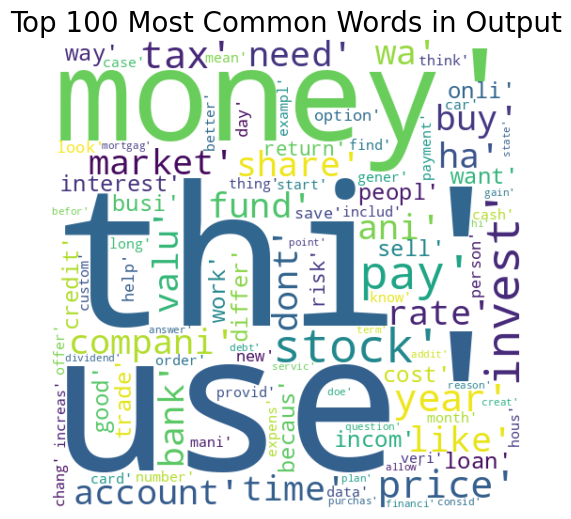 Top 100 Most Common Words in Output
way'
case'
tax'
mean'
need'
wa'
think'
money'
better'
day'
exampl'
option'
onli'
car'
buy'
state'
look'
mortgag'
market'
return'
find'
payment'
ha'
share'
interest'
thing'
start'
gener'
peopl'
want'
gain'
befor'
busi'
fund'
save'
includ'
cash'
hi'
thi'
ani'
long'
point'
sell'
person'
credit'
custom'
help'
valu'
work'
differ'
dont'
risk'
pay'
know'
rate'
invest'
answer'
term'
compani'
stock'
addit'
offer'
dividend'
order'
debt'
new'
servic'
cost'
reason'
use'
good'
trade'
bank'
provid'
doe'
year'
creat'
increas'
mani'
expens'
becaus'
question'
incom'
month'
like'
hous'
chang'
card'
number'
plan'
allow'
veri'
loan'
account'
time'
data'
purchas'
price'
financi'
consid'